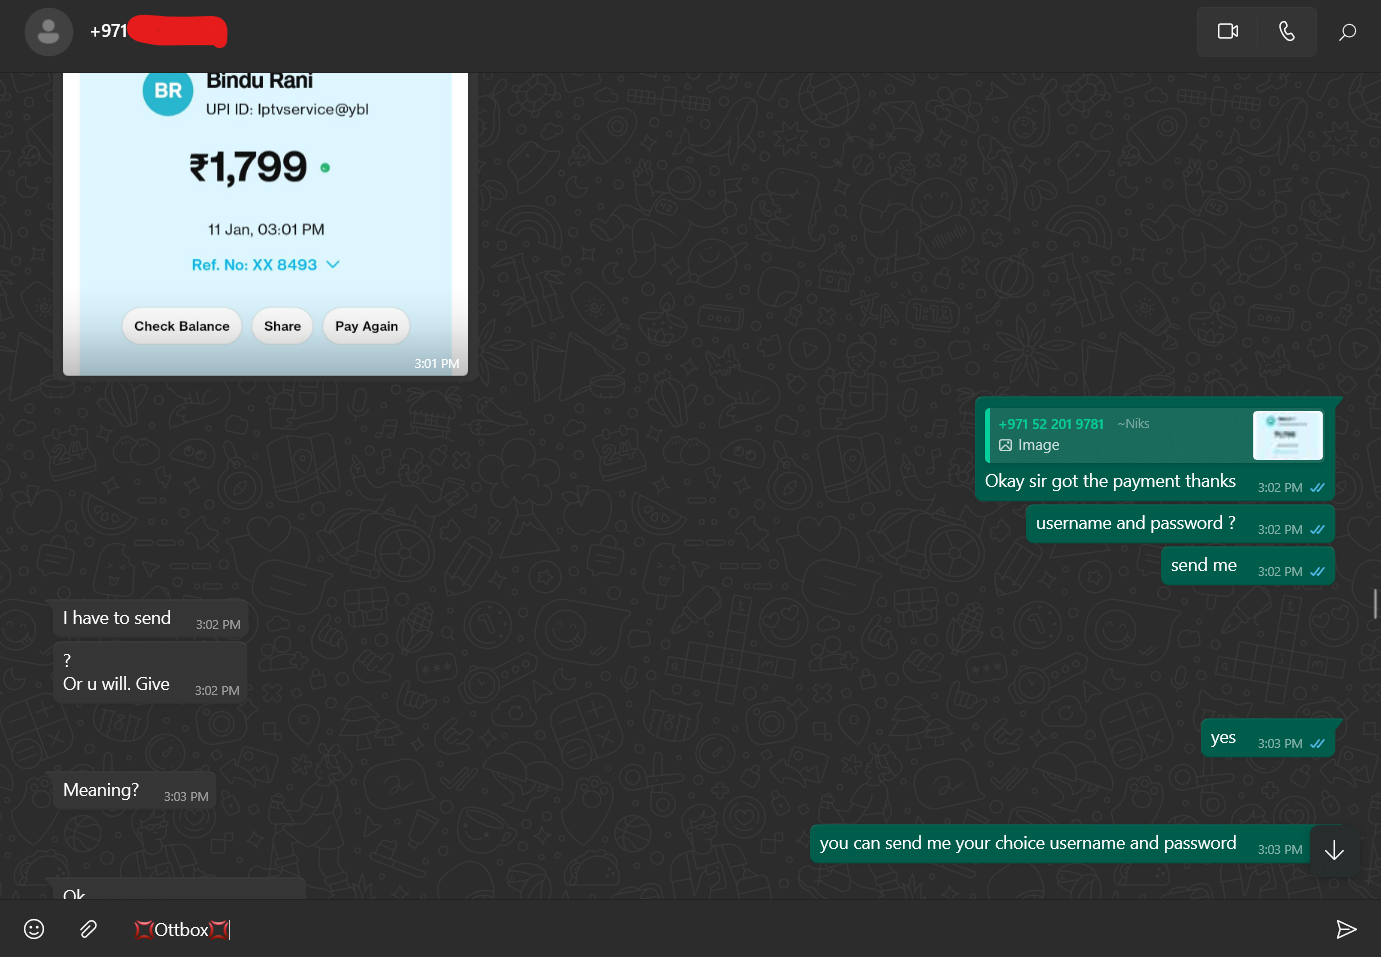 +971
BR
Bindu Rani
UPI ID: Iptvservice@ybl
₹1,799
11 Jan, 03:01 PM
Ref. No: XX 8493
Check Balance
Share
Pay Again
3:01 PM
+971 52 201 9781 ~Niks
Image
Okay sir got the payment thanks 3:02 PM
username and password ? 3:02 PM
send me 3:02 PM
I have to send 3:02 PM
?
Or u will. Give 3:02 PM
yes 3:03 PM
Meaning? 3:03 PM
you can send me your choice username and password 3:03 PM
Ok
💢Ottbox💢